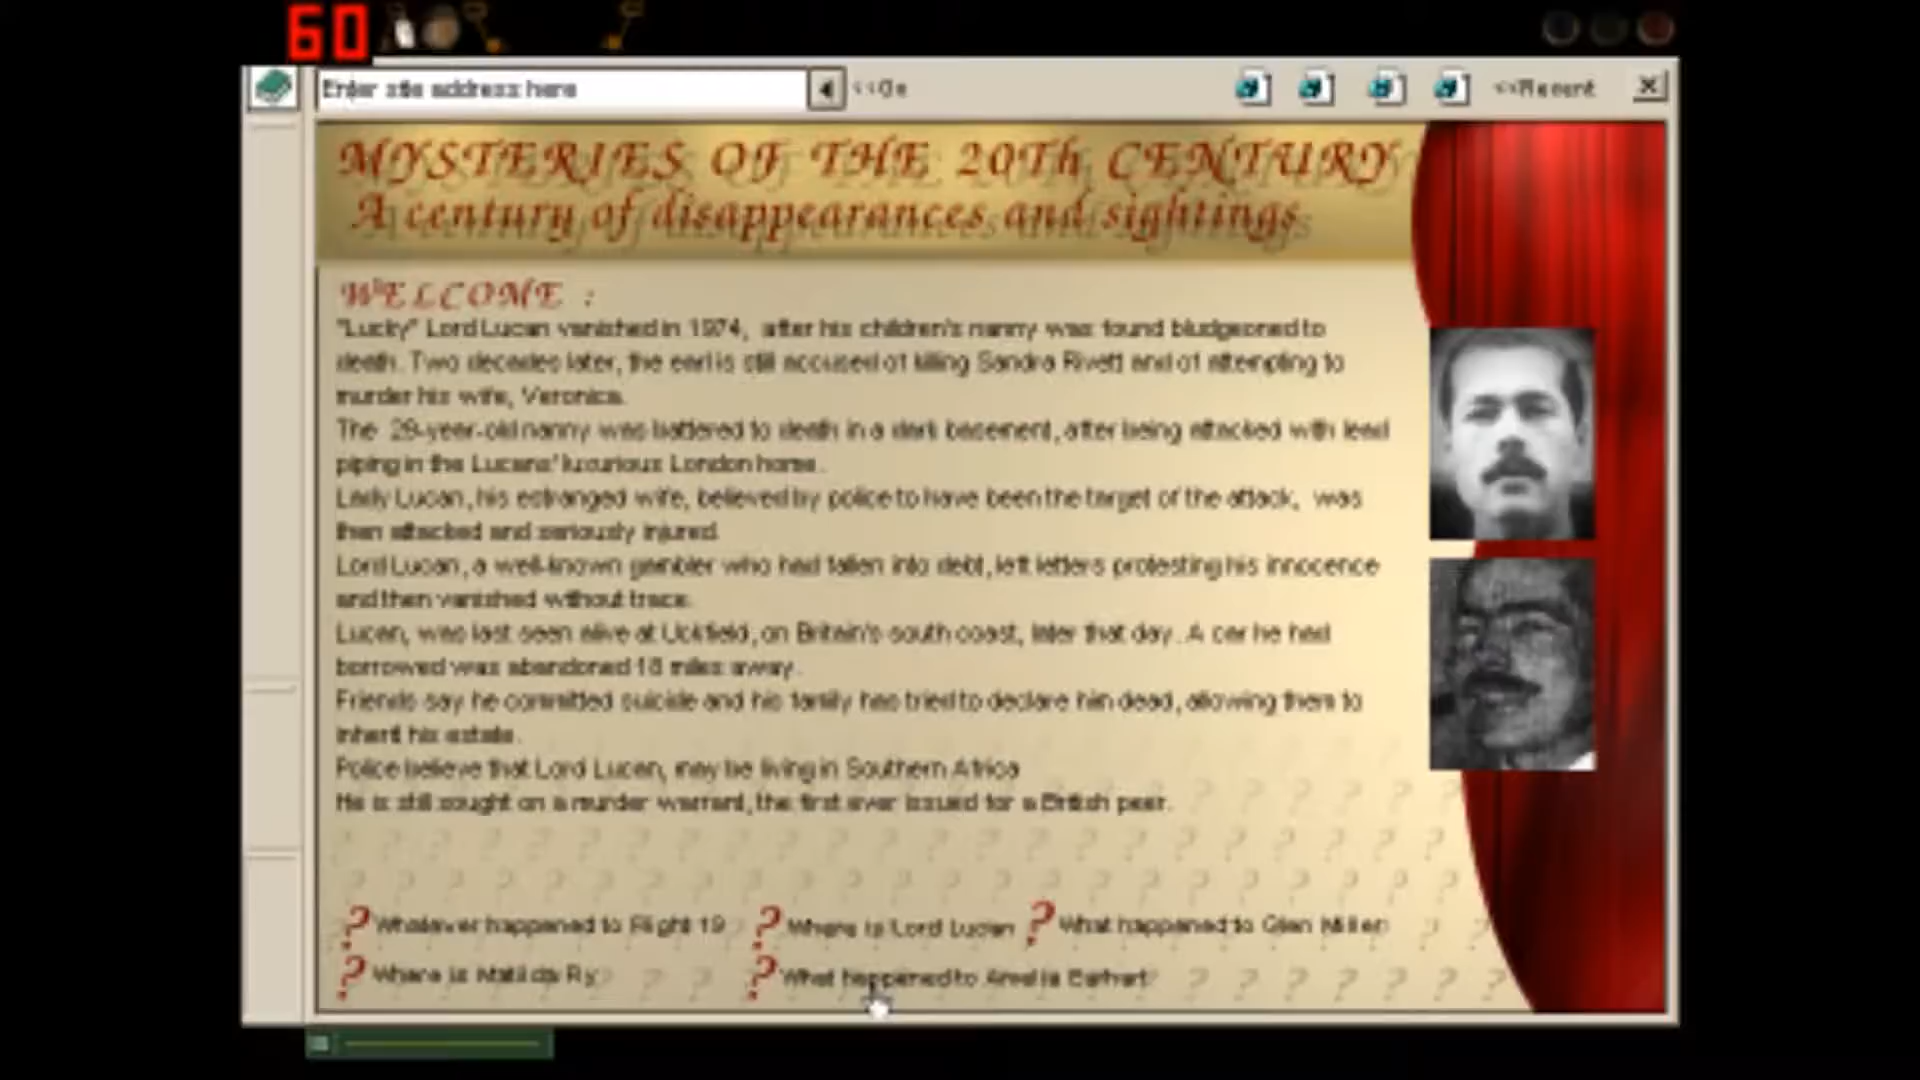 60
Enter site address here
<<Go
<<Recent
MYSTERIES OF THE 20Th CENTURY
A century of disappearances and sightings
WELCOME :
"Lucky" Lord Lucan vanished in 1974, after his children's nanny was found bludgeoned to
death. Two decades later, the earl is still accused of killing Sandra Rivett and of attempting to
murder his wife, Veronica.
The 29-year-old nanny was battered to death in a dark basement, after being attacked with lead
piping in the Lucans' luxurious London home.
Lady Lucan, his estranged wife, believed by police to have been the target of the attack, was
then attacked and seriously injured.
Lord Lucan, a well-known gambler who had fallen into debt, left letters protesting his innocence
and then vanished without trace.
Lucan, was last seen alive at Uckfield, on Britain's south coast, later that day. A car he had
borrowed was abandoned 18 miles away.
Friends say he committed suicide and his family has tried to declare him dead, allowing them to
inherit his estate.
Police believe that Lord Lucan, may be living in Southern Africa
He is still sought on a murder warrant, the first ever issued for a British peer.
? Whatever happened to Flight 19 ? Where is Lord Lucan ? What happened to Glen Miller
? Where is Matilda Ry ? What happened to Amelia Earhart